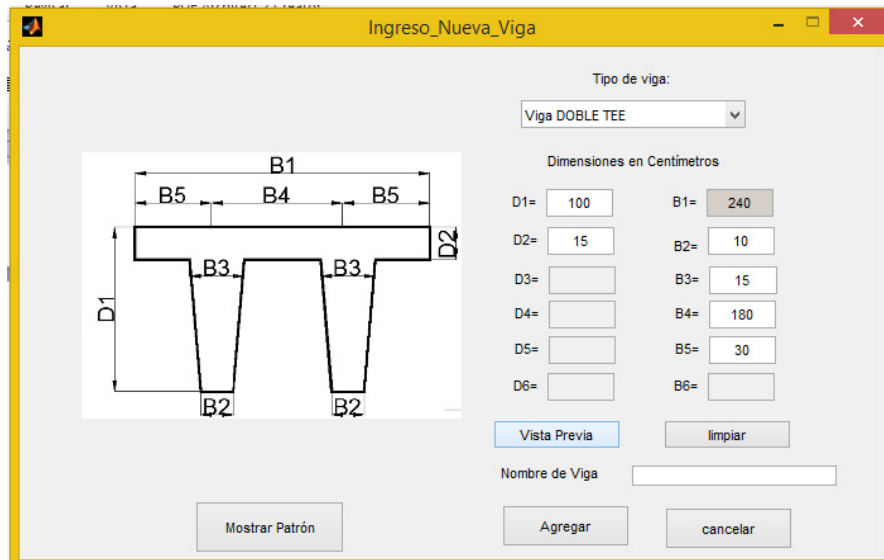 Ingreso_Nueva_Viga
Tipo de viga:
Viga DOBLE TEE
Dimensiones en Centímetros
D1= 100 B1= 240
D2= 15 B2= 10
D3= B3= 15
D4= B4= 180
D5= B5= 30
D6= B6=
Vista Previa limpiar
Nombre de Viga
Agregar cancelar
Mostrar Patrón
B1
B5 B4 B5
D2
B3 B3
D1
B2 B2